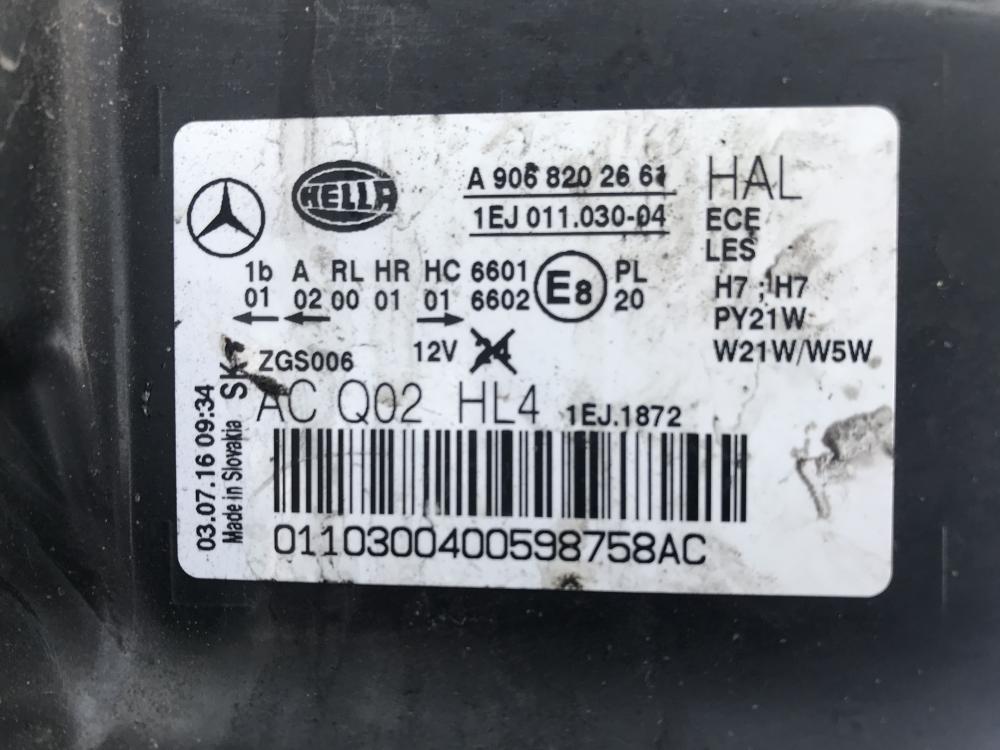 HELLA
A 906 820 26 61
1EJ 011.030-04
HAL
ECE
LES
1b A RL HR HC 6601 E8 PL
01 02 00 01 01 6602 20
H7 ; H7
PY21W
W21W/W5W
ZGS006 12V 24
SK
AC Q02 HL4 1EJ.1872
03.07.16 09:34
Made in Slovakia
0110300400598758AC